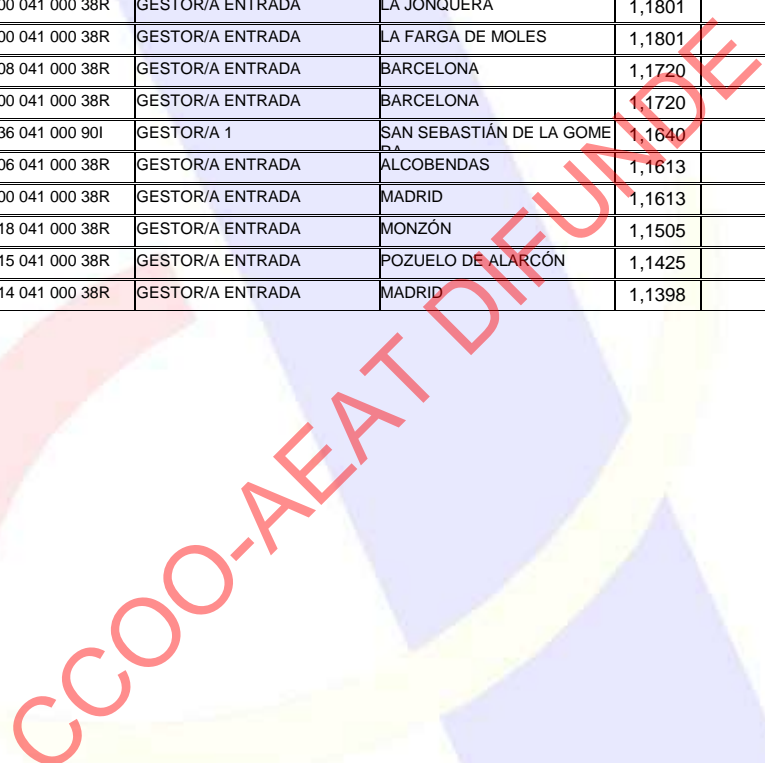 00 041 000 38R GESTOR/A ENTRADA LA JONQUERA 1,1801
00 041 000 38R GESTOR/A ENTRADA LA FARGA DE MOLES 1,1801
08 041 000 38R GESTOR/A ENTRADA BARCELONA 1,1720
00 041 000 38R GESTOR/A ENTRADA BARCELONA 1,1720
36 041 000 90I GESTOR/A 1 SAN SEBASTIÁN DE LA GOME 1,1640
RA
06 041 000 38R GESTOR/A ENTRADA ALCOBENDAS 1,1613
00 041 000 38R GESTOR/A ENTRADA MADRID 1,1613
18 041 000 38R GESTOR/A ENTRADA MONZÓN 1,1505
15 041 000 38R GESTOR/A ENTRADA POZUELO DE ALARCÓN 1,1425
14 041 000 38R GESTOR/A ENTRADA MADRID 1,1398
CCOO-AEAT DIFUNDE